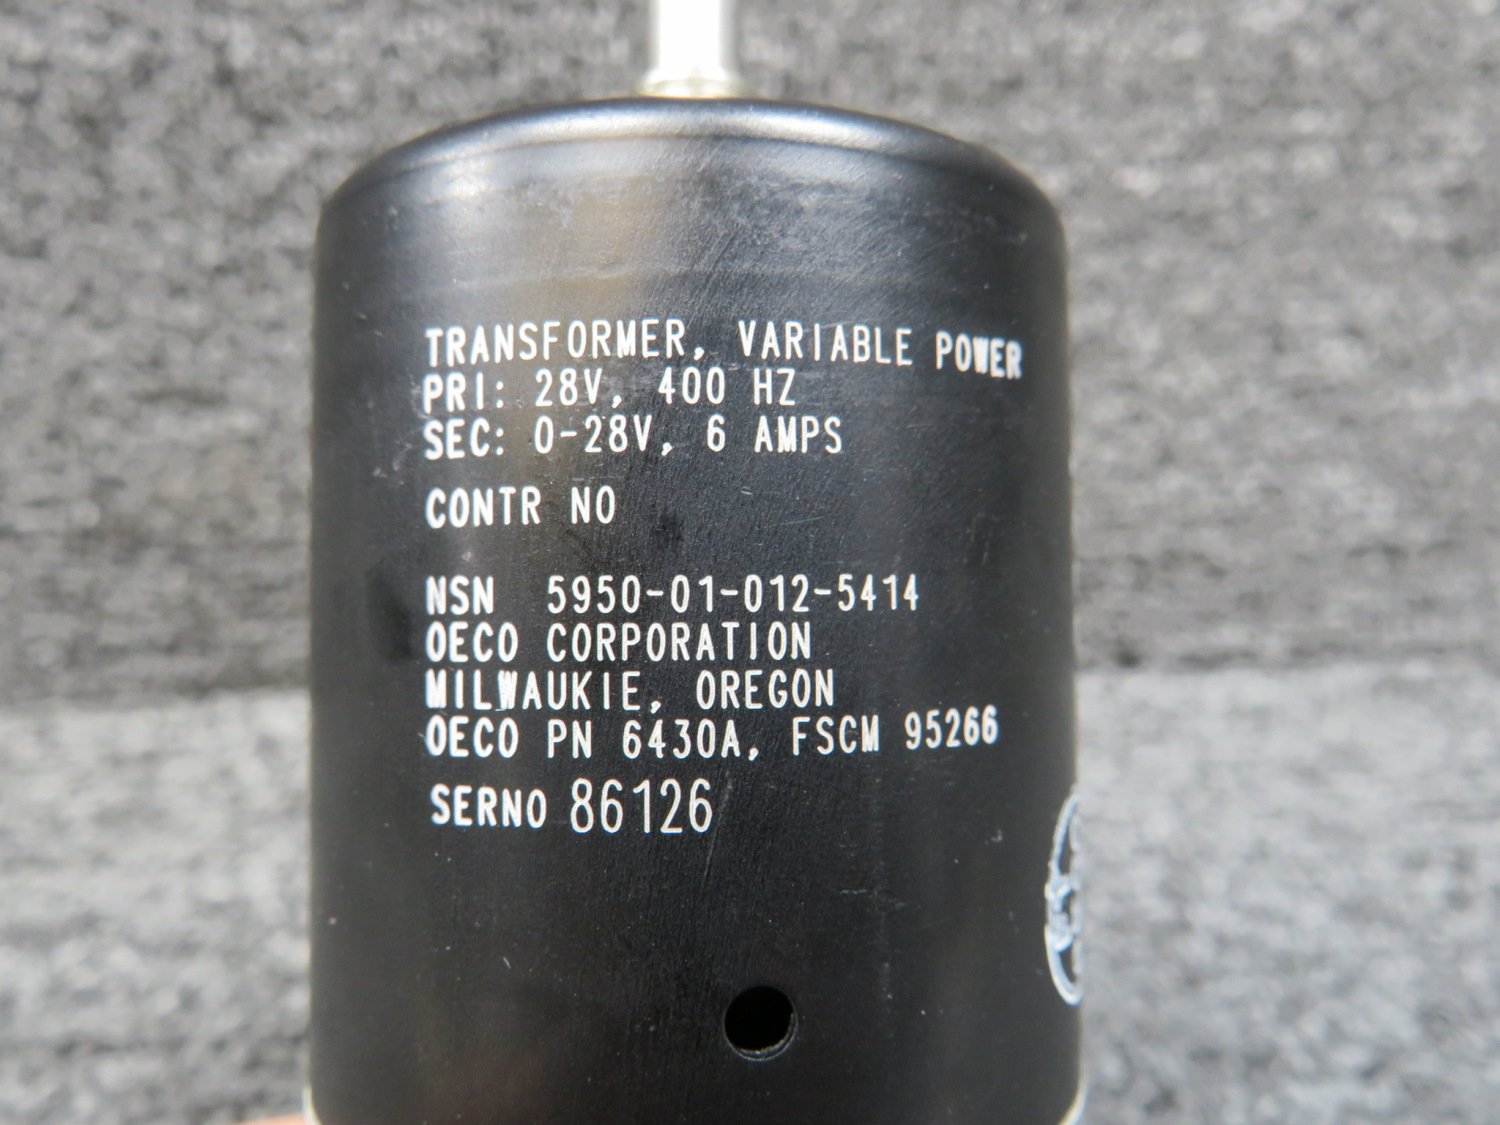 TRANSFORMER, VARIABLE POWER
PRI: 28V, 400 HZ
SEC: 0-28V, 6 AMPS
CONTR NO
NSN 5950-01-012-5414
OECO CORPORATION
MILWAUKIE, OREGON
OECO PN 6430A, FSCM 95266
SERNO 86126